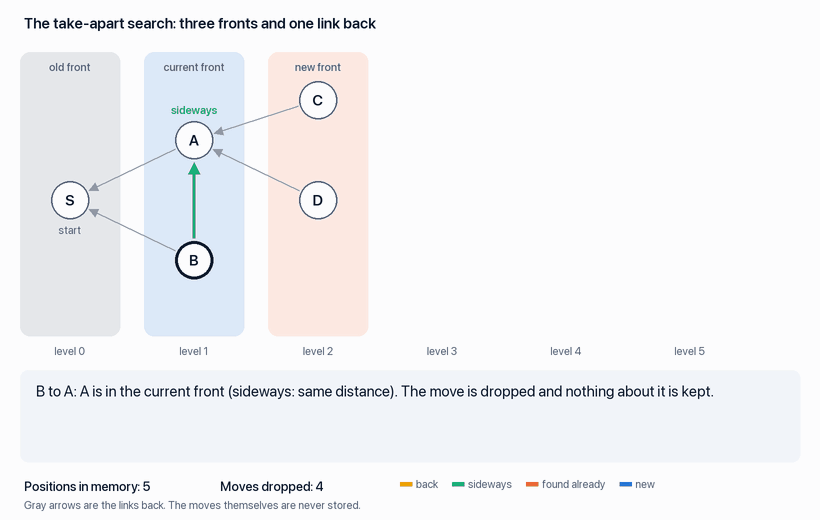 The take-apart search: three fronts and one link back
old front
current front
new front
C
sideways
A
S
D
start
B
level 0
level 1
level 2
level 3
level 4
level 5
B to A: A is in the current front (sideways: same distance). The move is dropped and nothing about it is kept.
Positions in memory: 5
Moves dropped: 4
back
sideways
found already
new
Gray arrows are the links back. The moves themselves are never stored.